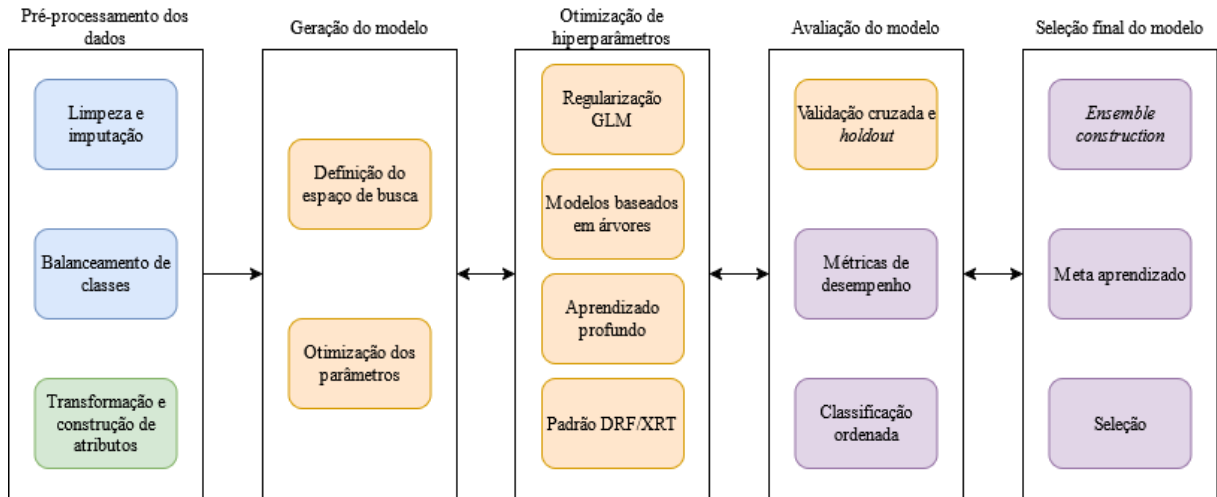 Pré-processamento dos
dados
Limpeza e
imputação
Balanceamento de
classes
Transformação e
construção de
atributos
Geração do modelo
Definição do
espaço de busca
Otimização dos
parâmetros
Otimização de
hiperparâmetros
Regularização
GLM
Modelos baseados
em árvores
Aprendizado
profundo
Padrão DRF/XRT
Avaliação do modelo
Validação cruzada e
holdout
Métricas de
desempenho
Classificação
ordenada
Seleção final do modelo
Ensemble
construction
Meta aprendizado
Seleção